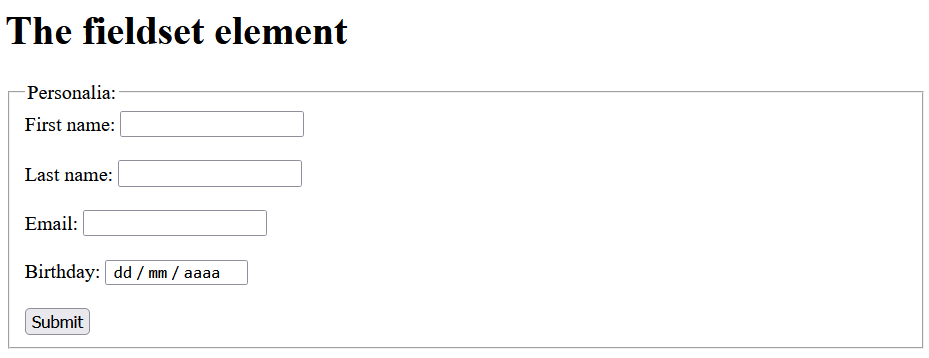 The fieldset element
Personalia:
First name:
Last name:
Email:
Birthday: dd / mm / aaaa
Submit